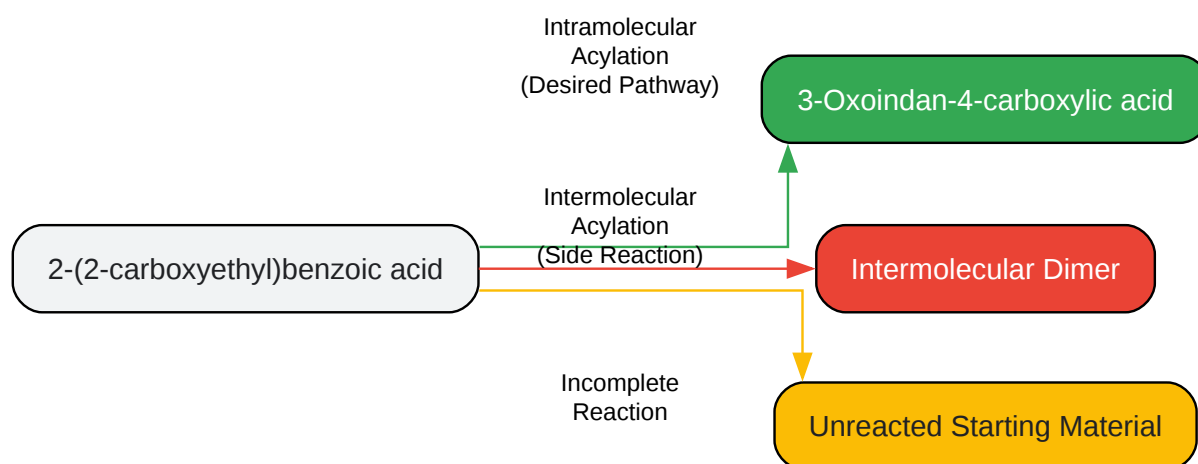 Intramolecular
Acylation
(Desired Pathway)
3-Oxoindan-4-carboxylic acid
Intermolecular
Acylation
(Side Reaction)
2-(2-carboxyethyl)benzoic acid
Intermolecular Dimer
Incomplete
Reaction
Unreacted Starting Material